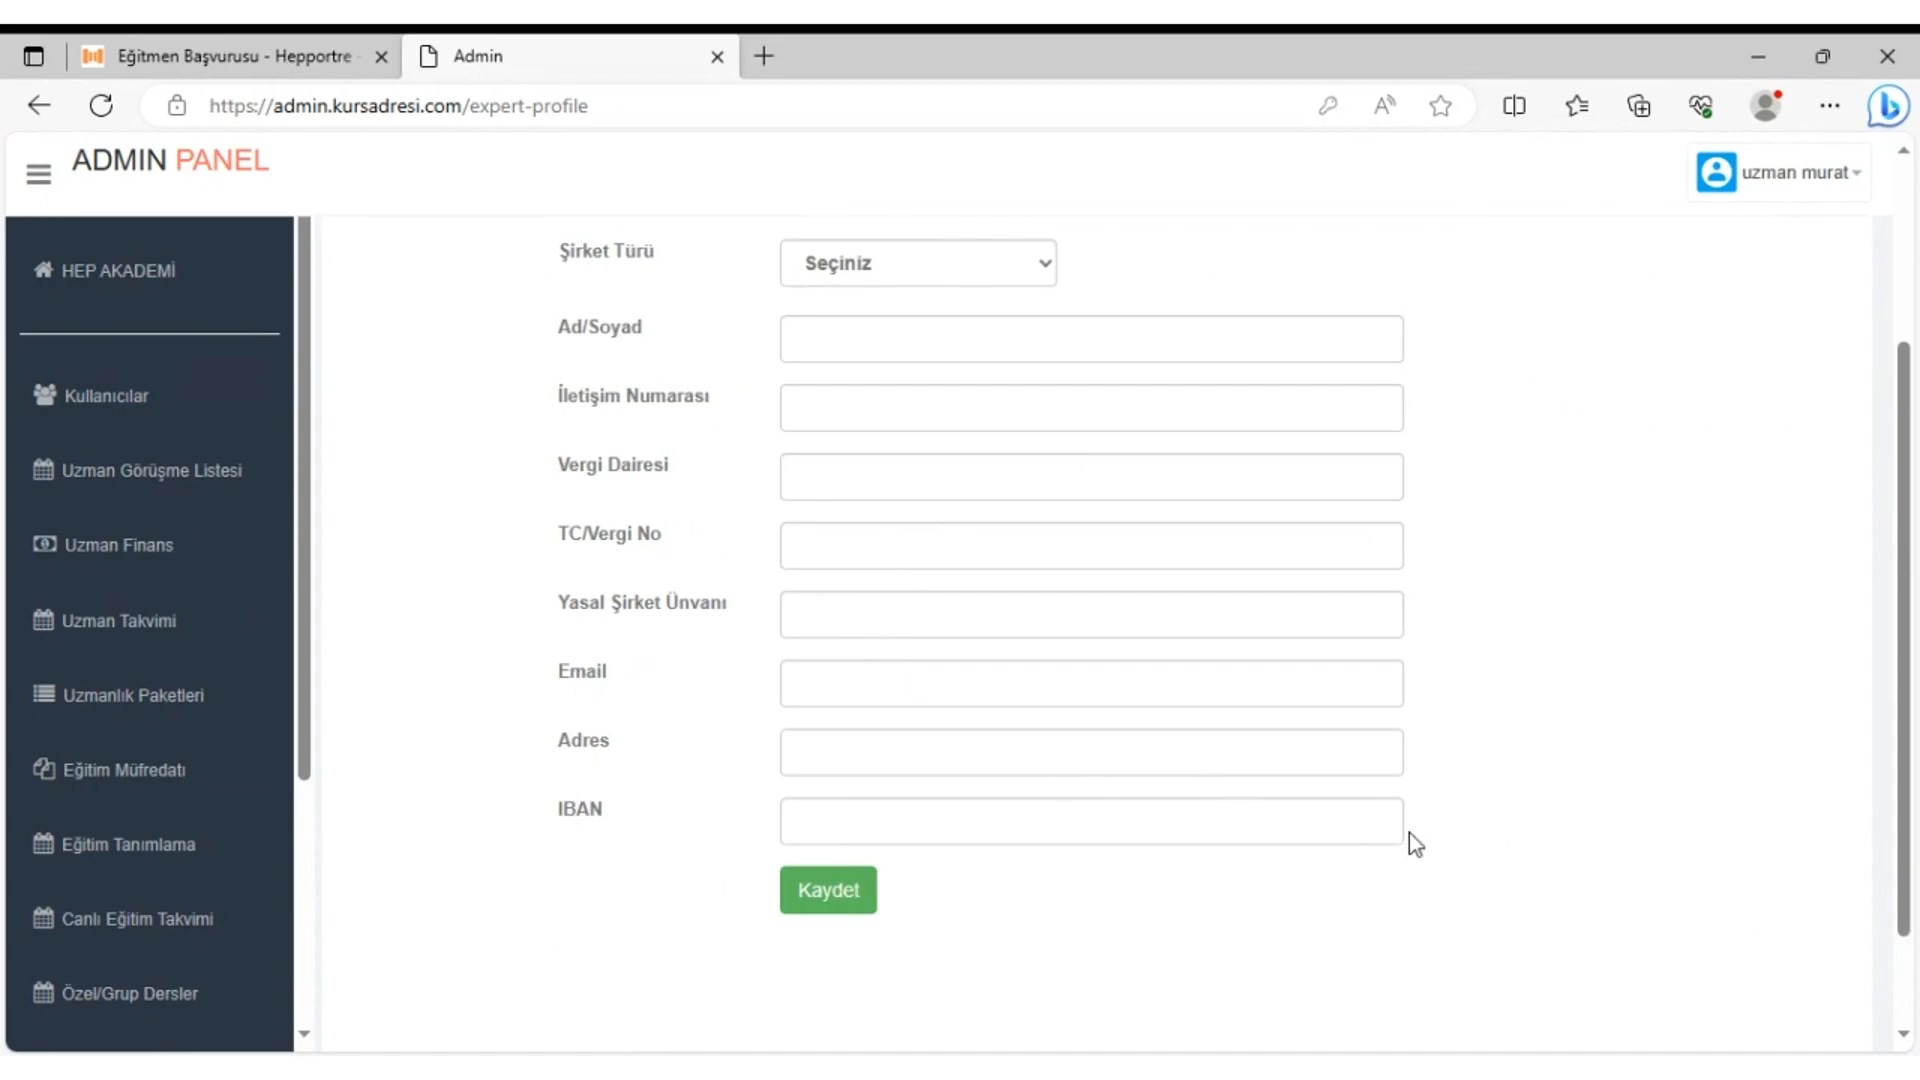 Eğitmen Başvurusu - Hepportre
Admin
https://admin.kursadresi.com/expert-profile
ADMIN PANEL
uzman murat
HEP AKADEMİ
Kullanıcılar
Uzman Görüşme Listesi
Uzman Finans
Uzman Takvimi
Uzmanlık Paketleri
Eğitim Müfredatı
Eğitim Tanımlama
Canlı Eğitim Takvimi
Özel/Grup Dersler
Şirket Türü
Seçiniz
Ad/Soyad
İletişim Numarası
Vergi Dairesi
TC/Vergi No
Yasal Şirket Ünvanı
Email
Adres
IBAN
Kaydet